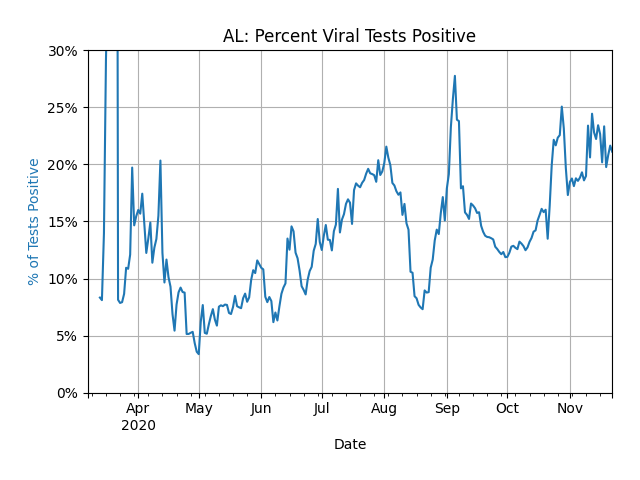 AL: Percent Viral Tests Positive
30%
25%
20%
15%
10%
5%
0%
% of Tests Positive
Apr May Jun Jul Aug Sep Oct Nov
2020
Date